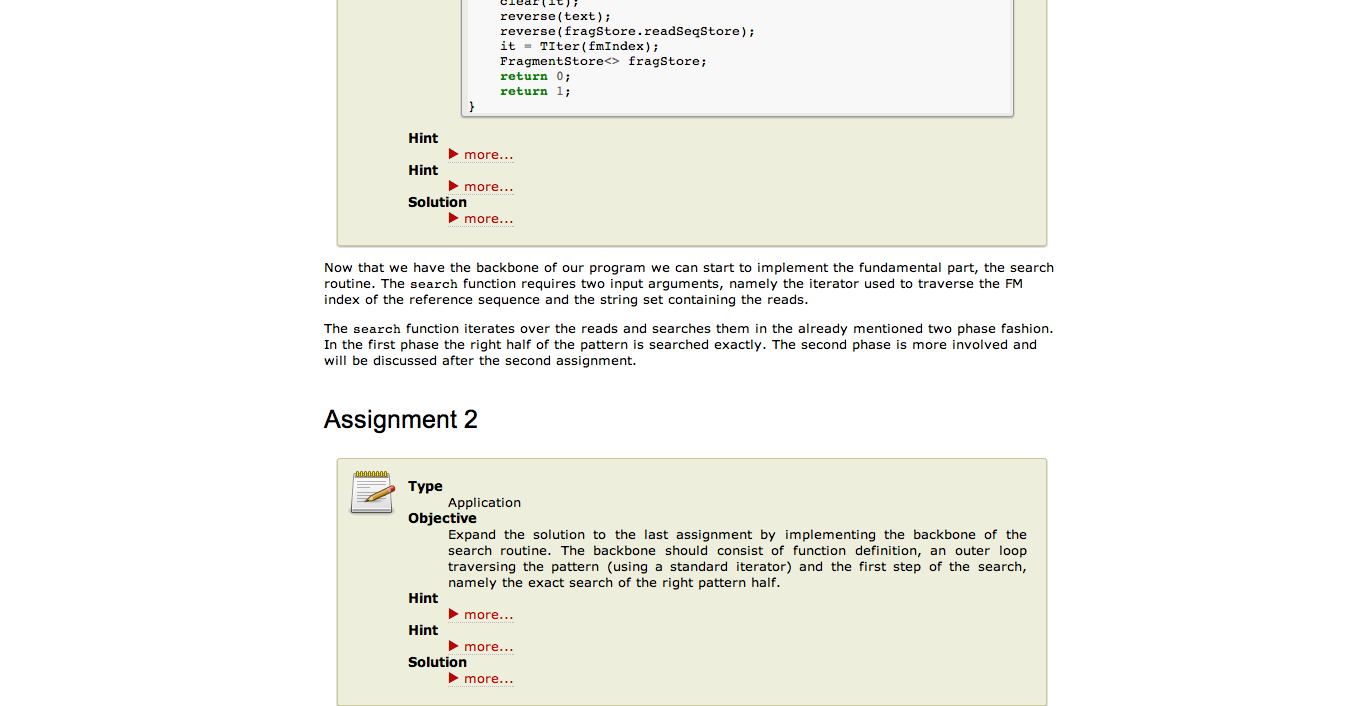 clear(it);
reverse(text);
reverse(fragStore.readSeqStore);
it = TIter(fmIndex);
FragmentStore<> fragStore;
return 0;
return 1;
}
Hint
more...
Hint
more...
Solution
more...
Now that we have the backbone of our program we can start to implement the fundamental part, the search
routine. The search function requires two input arguments, namely the iterator used to traverse the FM
index of the reference sequence and the string set containing the reads.
The search function iterates over the reads and searches them in the already mentioned two phase fashion.
In the first phase the right half of the pattern is searched exactly. The second phase is more involved and
will be discussed after the second assignment.
Assignment 2
Type
Application
Objective
Expand the solution to the last assignment by implementing the backbone of the
search routine. The backbone should consist of function definition, an outer loop
traversing the pattern (using a standard iterator) and the first step of the search,
namely the exact search of the right pattern half.
Hint
more...
Hint
more...
Solution
more...